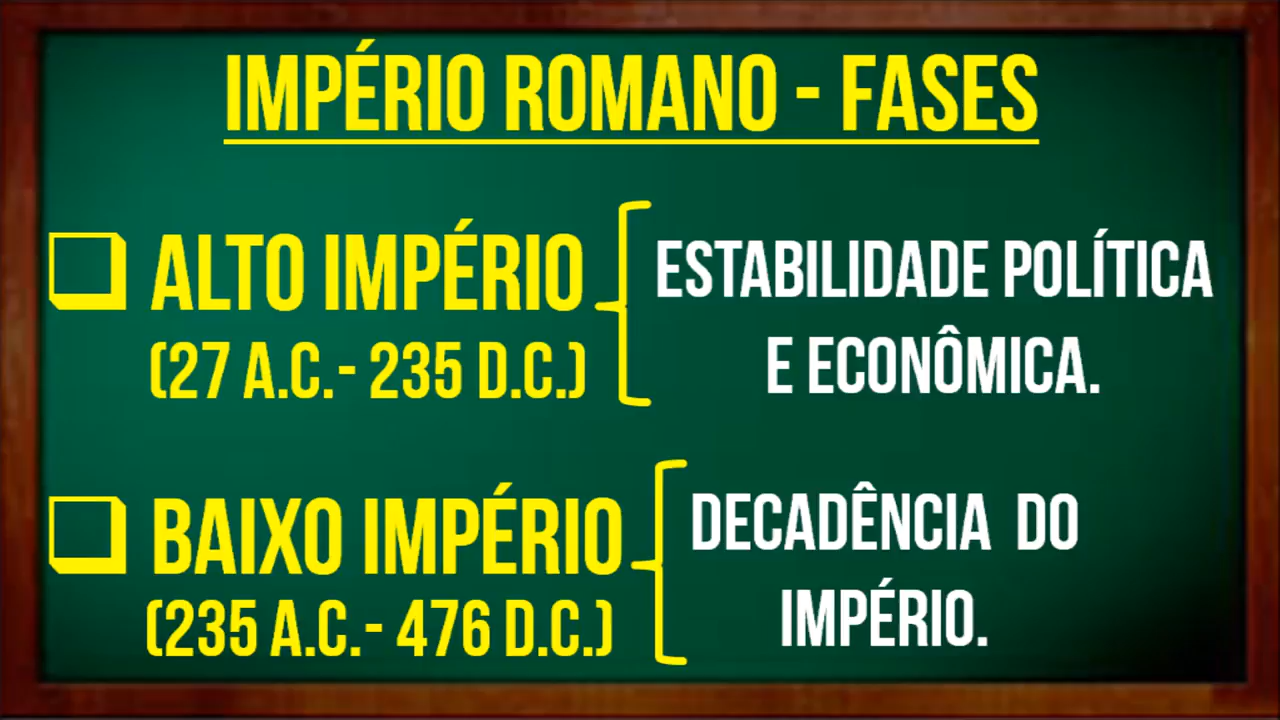 IMPÉRIO ROMANO - FASES
ALTO IMPÉRIO
(27 A.C.- 235 D.C.)
ESTABILIDADE POLÍTICA
E ECONÔMICA.
BAIXO IMPÉRIO
(235 A.C.- 476 D.C.)
DECADÊNCIA DO
IMPÉRIO.